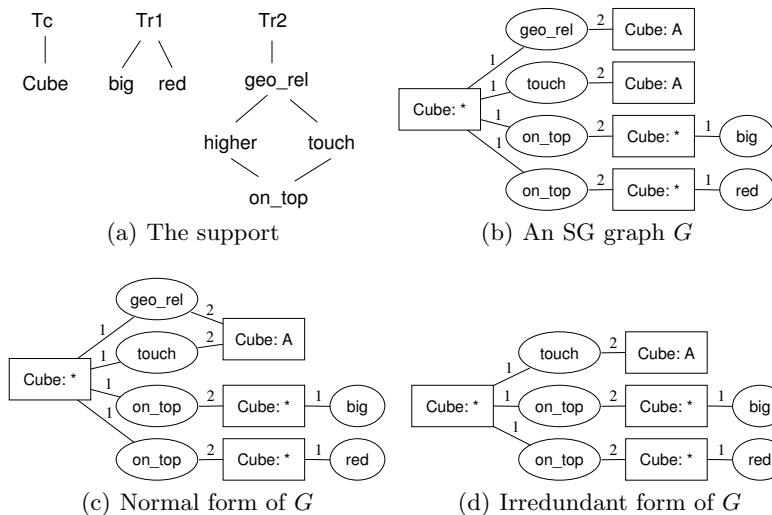 Tc Tr1 Tr2
Cube big red geo_rel
higher touch
on_top
(a) The support
geo_rel 2 Cube: A
1
touch 2 Cube: A
1
Cube: *
1
on_top 2 Cube: * 1 big
1
on_top 2 Cube: * 1 red
(b) An SG graph G
geo_rel 2
1
touch 2 Cube: A
1
Cube: *
1
on_top 2 Cube: * 1 big
1
on_top 2 Cube: * 1 red
(c) Normal form of G
touch 2 Cube: A
1
Cube: * 1 on_top 2 Cube: * 1 big
1
on_top 2 Cube: * 1 red
(d) Irredundant form of G